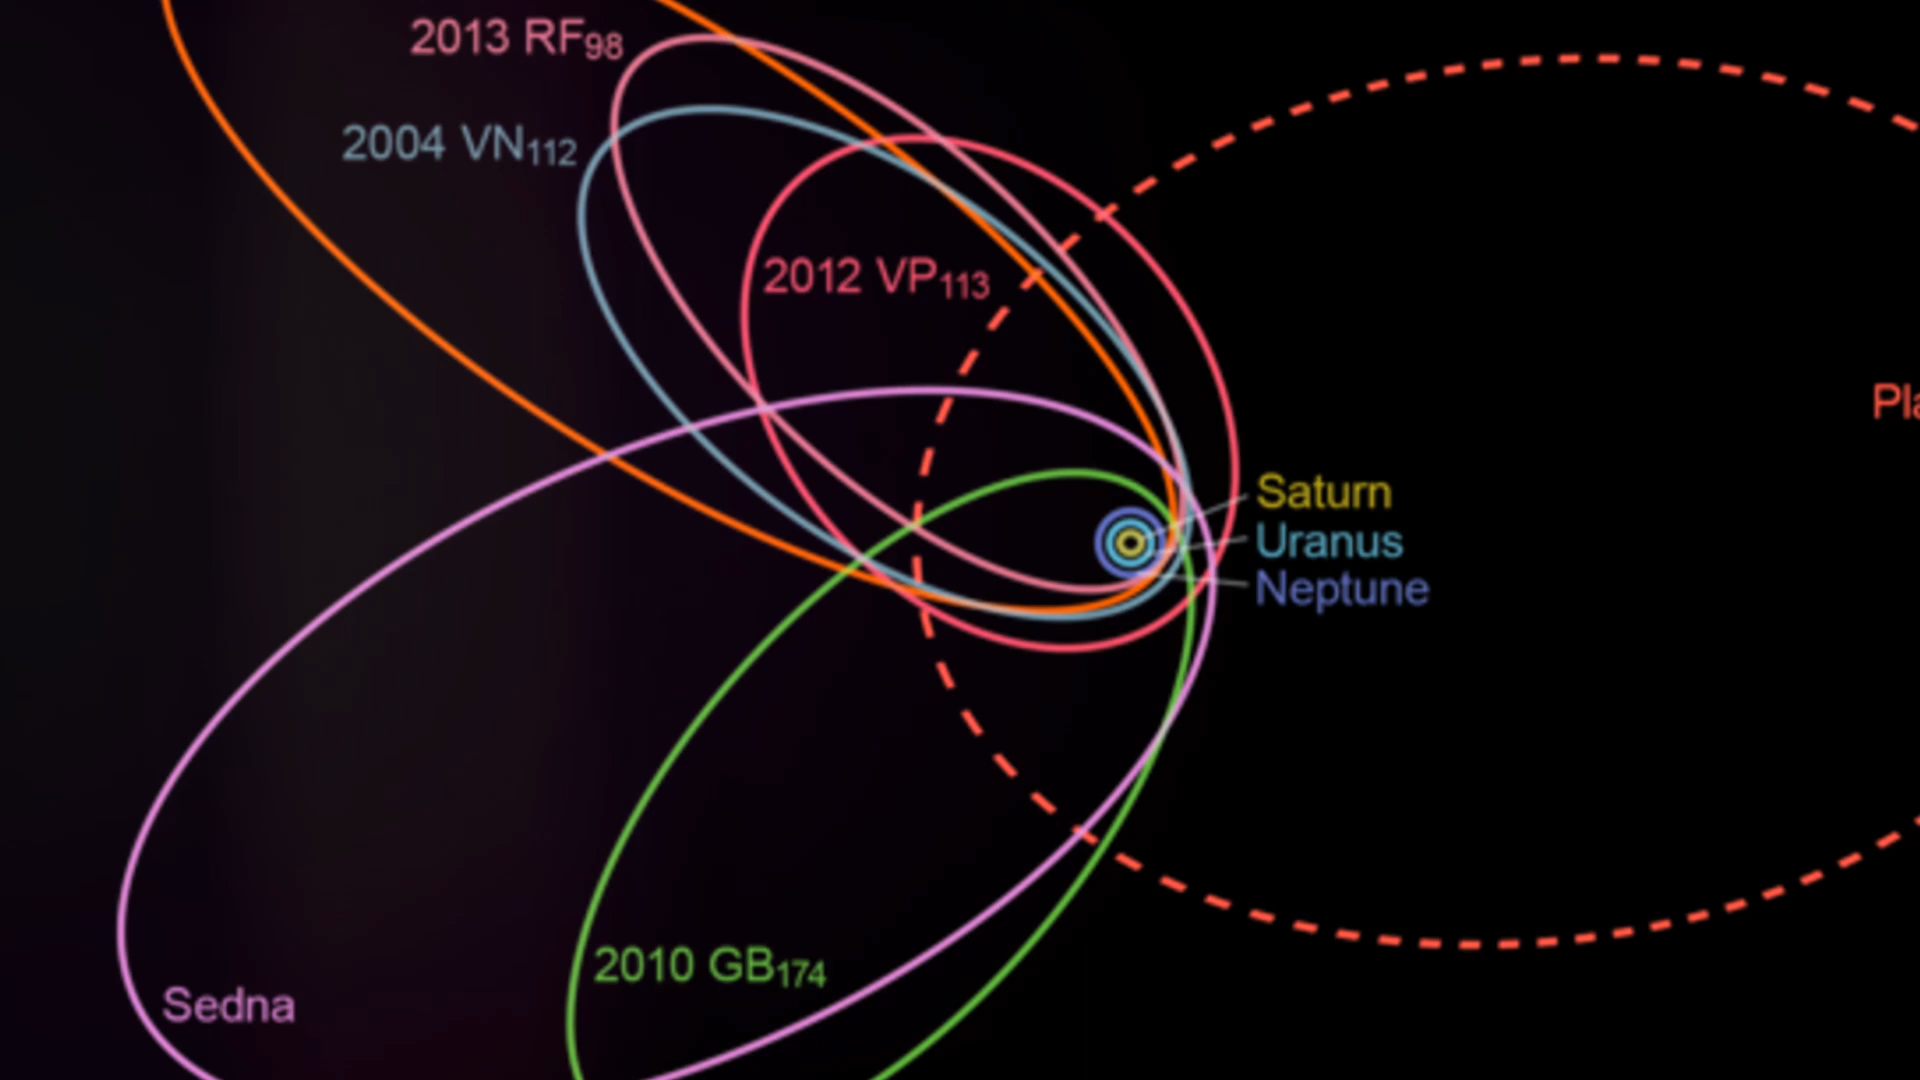 2013 RF₉₈
2004 VN₁₁₂
2012 VP₁₁₃
Saturn
Uranus
Neptune
2010 GB₁₇₄
Sedna